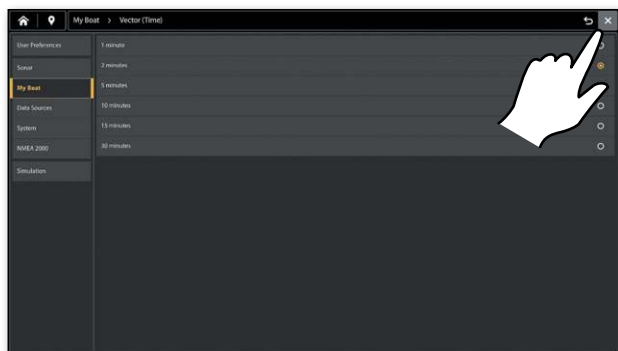 My Boat > Vector (Time)
User Preferences
Sonar
My Boat
Data Sources
System
NMEA 2000
Simulation
1 minute
2 minutes
5 minutes
10 minutes
15 minutes
30 minutes